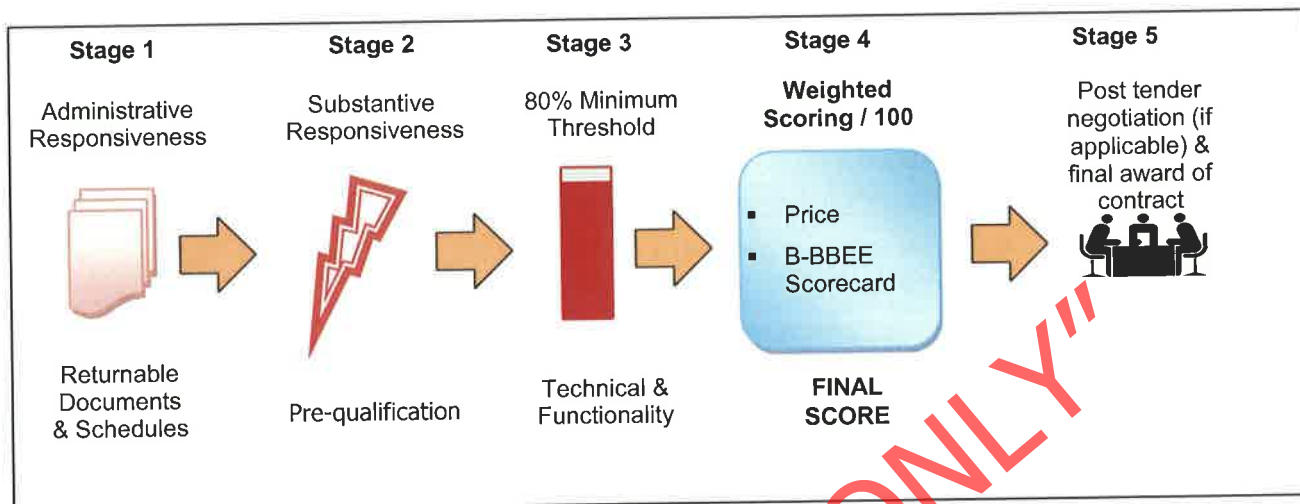 Stage 1
Administrative
Responsiveness
Returnable
Documents
& Schedules
Stage 2
Substantive
Responsiveness
Pre-qualification
Stage 3
80% Minimum
Threshold
Technical &
Functionality
Stage 4
Weighted
Scoring / 100
▪ Price
▪ B-BBEE
Scorecard
FINAL
SCORE
Stage 5
Post tender
negotiation (if
applicable) &
final award of
contract
ONLY"